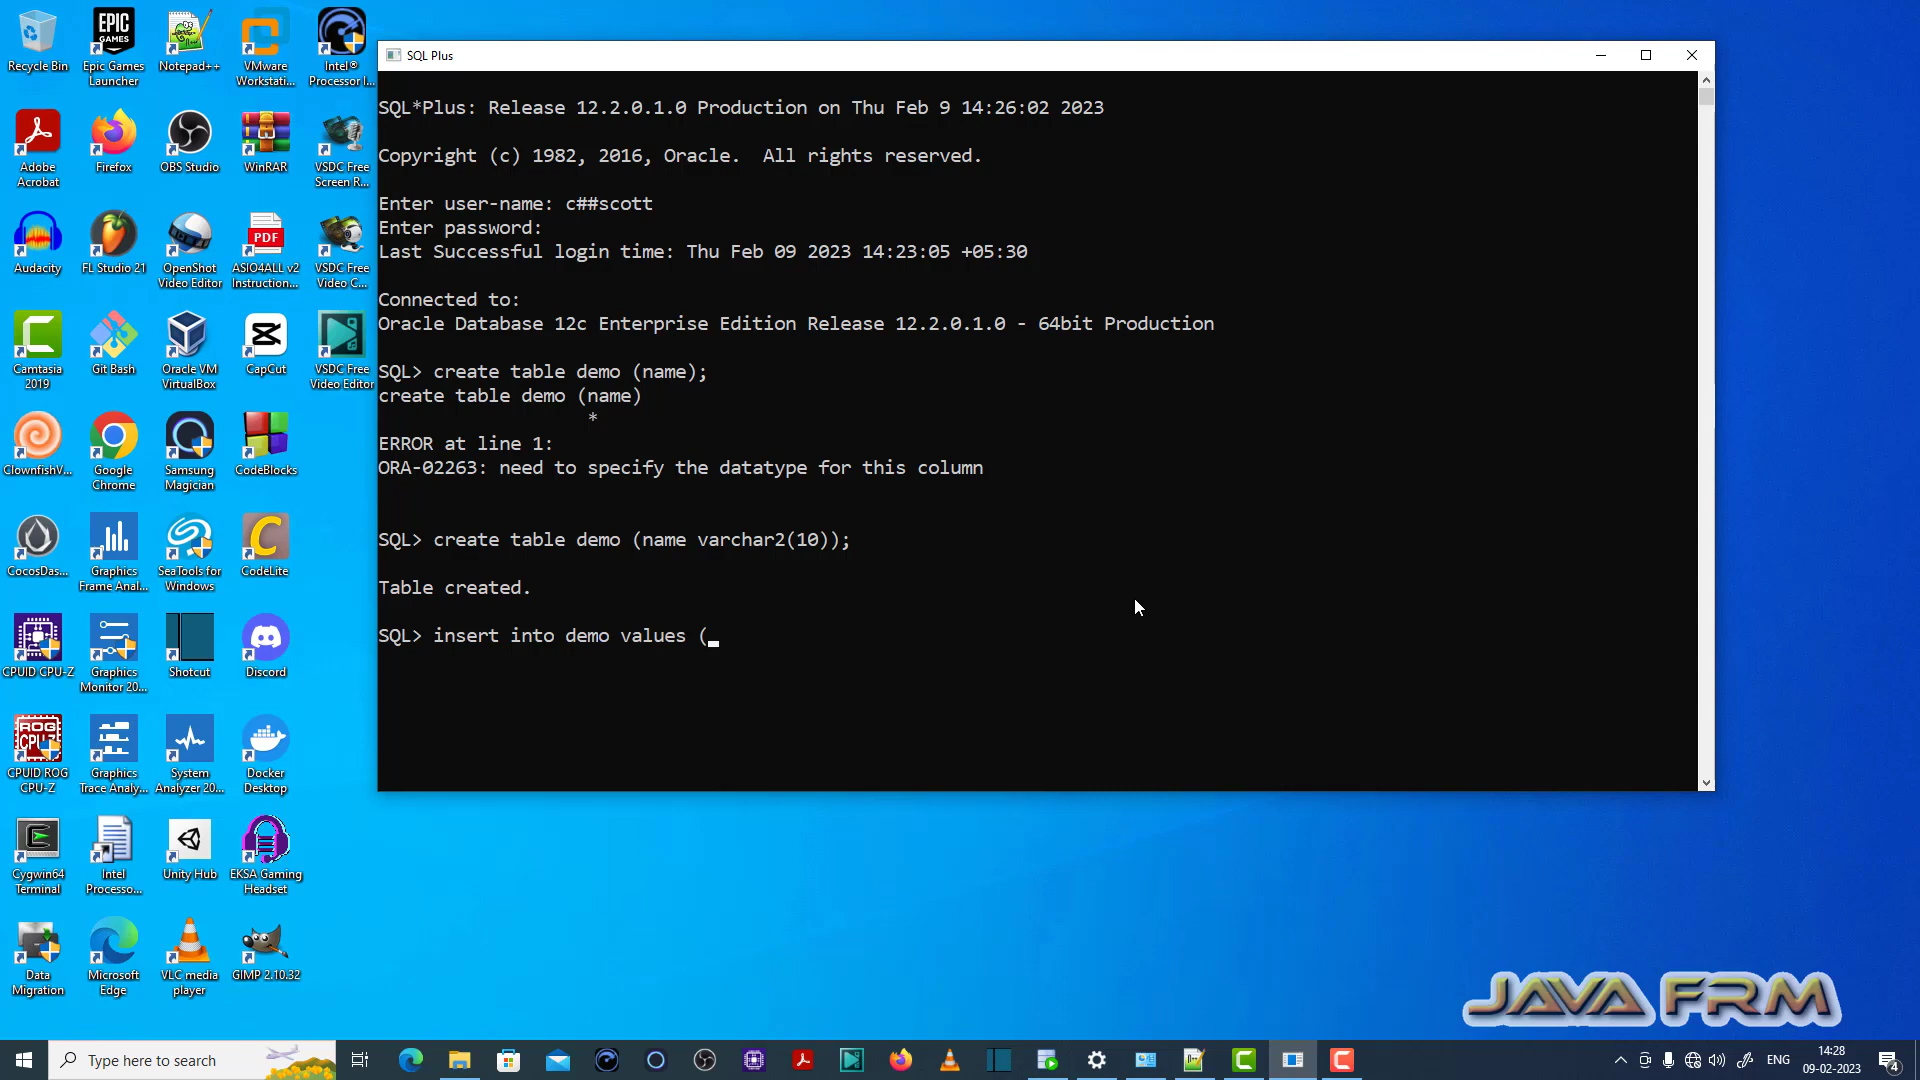 Recycle Bin
EPIC GAMES
Epic Games Launcher
Notepad++
VMware Workstati...
Intel® Processor I...
Adobe Acrobat
Firefox
OBS Studio
WinRAR
VSDC Free Screen R...
Audacity
FL Studio 21
OpenShot Video Editor
PDF
ASIO4ALL v2 Instruction...
VSDC Free Video C...
Camtasia 2019
Git Bash
Oracle VM VirtualBox
CapCut
VSDC Free Video Editor
ClownfishV...
Google Chrome
Samsung Magician
CodeBlocks
CocosDas...
Graphics Frame Anal...
SeaTools for Windows
CodeLite
CPUID CPU-Z
Graphics Monitor 20...
Shotcut
Discord
ROG CPU-Z
CPUID ROG CPU-Z
Graphics Trace Analy...
System Analyzer 20...
Docker Desktop
Cygwin64 Terminal
Intel Processo...
Unity Hub
EKSA Gaming Headset
Data Migration
Microsoft Edge
VLC media player
GIMP 2.10.32
SQL Plus
SQL*Plus: Release 12.2.0.1.0 Production on Thu Feb 9 14:26:02 2023
Copyright (c) 1982, 2016, Oracle.  All rights reserved.
Enter user-name: c##scott
Enter password:
Last Successful login time: Thu Feb 09 2023 14:23:05 +05:30
Connected to:
Oracle Database 12c Enterprise Edition Release 12.2.0.1.0 - 64bit Production
SQL> create table demo (name);
create table demo (name)
*
ERROR at line 1:
ORA-02263: need to specify the datatype for this column
SQL> create table demo (name varchar2(10));
Table created.
SQL> insert into demo values (
JAVA FRM
Type here to search
ENG
14:28
09-02-2023
4